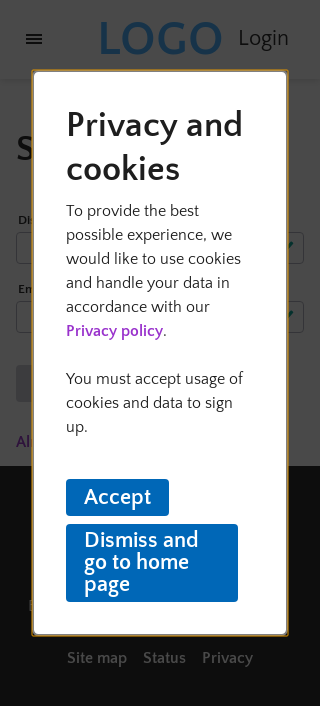 LOGO Login
Privacy and
cookies
To provide the best
possible experience, we
would like to use cookies
and handle your data in
accordance with our
Privacy policy.
You must accept usage of
cookies and data to sign
up.
Accept
Dismiss and
go to home
page
Site map Status Privacy